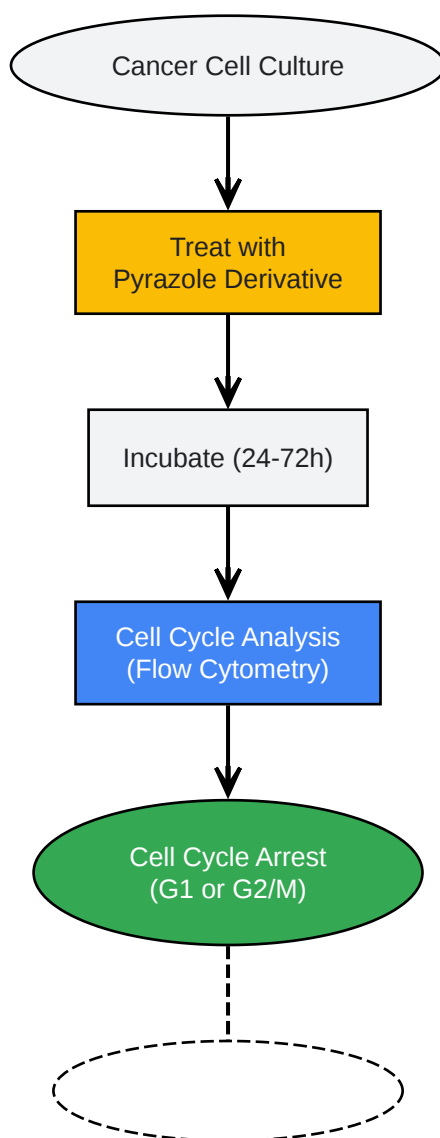 Cancer Cell Culture
Treat with
Pyrazole Derivative
Incubate (24-72h)
Cell Cycle Analysis
(Flow Cytometry)
Cell Cycle Arrest
(G1 or G2/M)